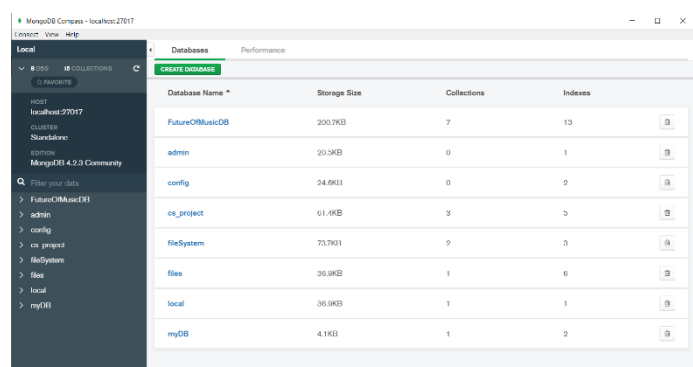 MongoDB Compass - localhost:27017
Connect View Help
Local
8 DBS 15 COLLECTIONS
FAVORITE
HOST
localhost:27017
CLUSTER
Standalone
EDITION
MongoDB 4.2.3 Community
Filter your data
FutureOfMusicDB
admin
config
cs_project
fileSystem
files
local
myDB
Databases Performance
CREATE DATABASE
Database Name Storage Size Collections Indexes
FutureOfMusicDB 200.7KB 7 13
admin 20.5KB 0 1
config 24.6KB 0 2
cs_project 61.4KB 3 5
fileSystem 73.7KB 2 3
files 36.9KB 1 6
local 36.9KB 1 1
myDB 4.1KB 1 2